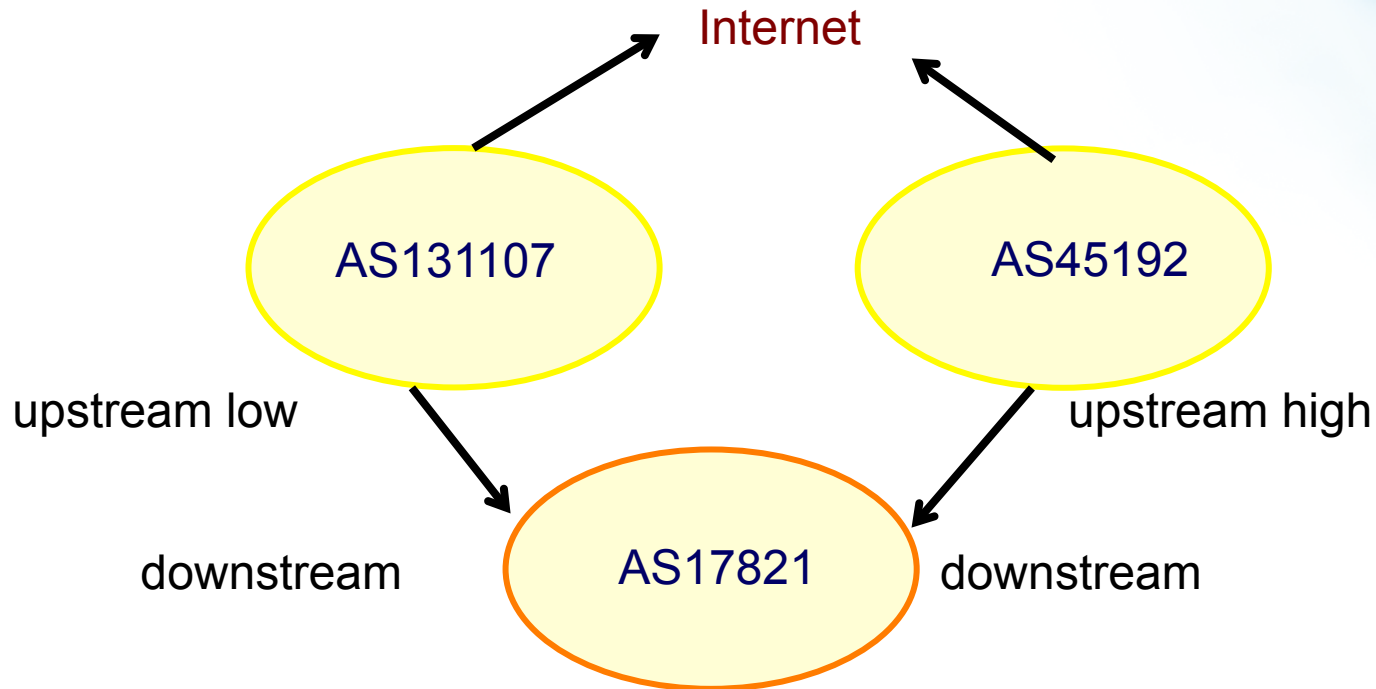 Internet
AS131107
AS45192
upstream low
upstream high
downstream
AS17821
downstream